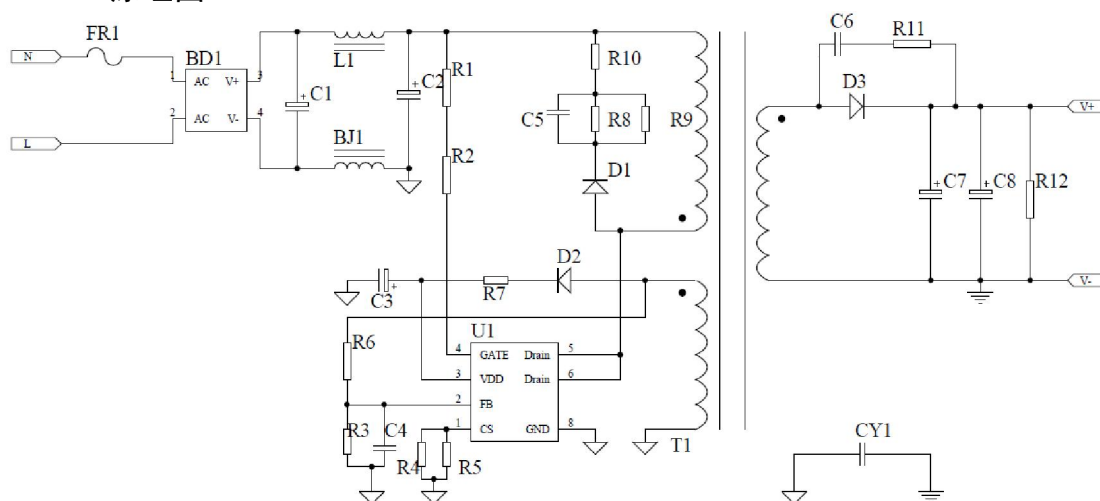 FR1
N
BD1
1 AC V+ 3
2 AC V- 4
L
L1
C1
+
BJ1
C2
+
R1
R2
R10
C5
R8
R9
D1
C6
R11
D3
V+
C7
+
C8
+
R12
V-
C3
+
R7
D2
R6
U1
4 GATE Drain 5
3 VDD Drain 6
2 FB
1 CS GND 8
R3
C4
R4
R5
T1
CY1